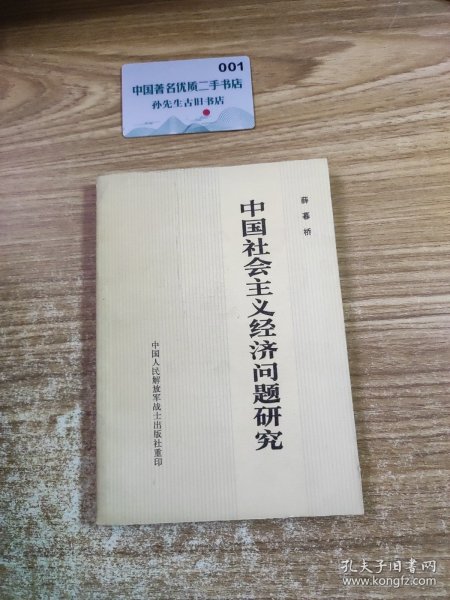 001
中国著名优质二手书店
孙先生古旧书店
薛暮桥
中国社会主义经济问题研究
中国人民解放军战士出版社重印
孔夫子旧书网
www.kongfz.com